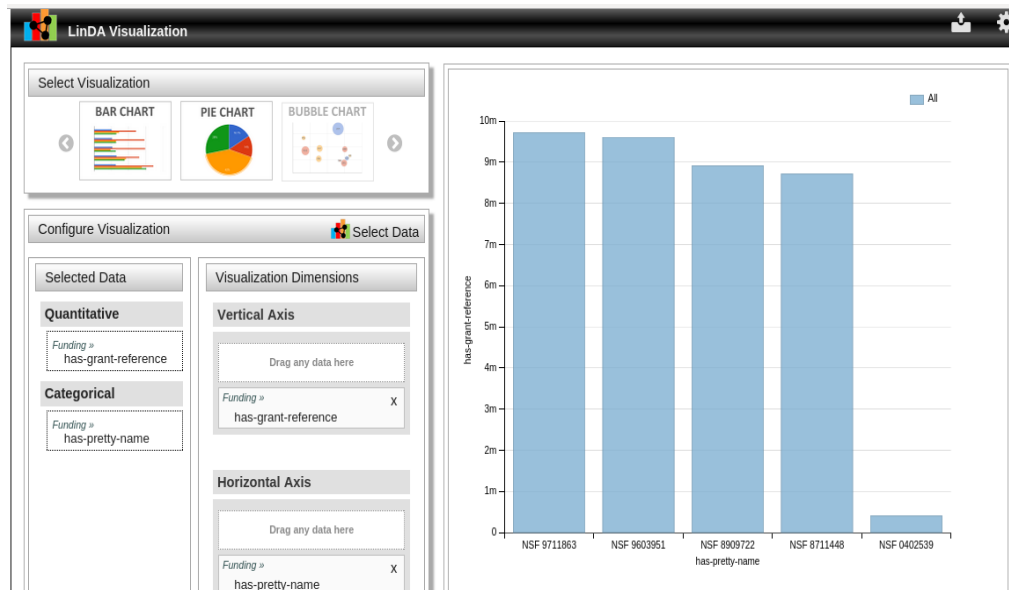 LinDA Visualization
Select Visualization
BAR CHART
PIE CHART
BUBBLE CHART
Configure Visualization
Select Data
Selected Data
Quantitative
Funding »
has-grant-reference
Categorical
Funding »
has-pretty-name
Visualization Dimensions
Vertical Axis
Drag any data here
Funding »
has-grant-reference
X
Horizontal Axis
Drag any data here
Funding »
has-pretty-name
X
All
10m
9m
8m
7m
6m
5m
4m
3m
2m
1m
0
has-grant-reference
NSF 9711863
NSF 9603951
NSF 8909722
NSF 8711448
NSF 0402539
has-pretty-name